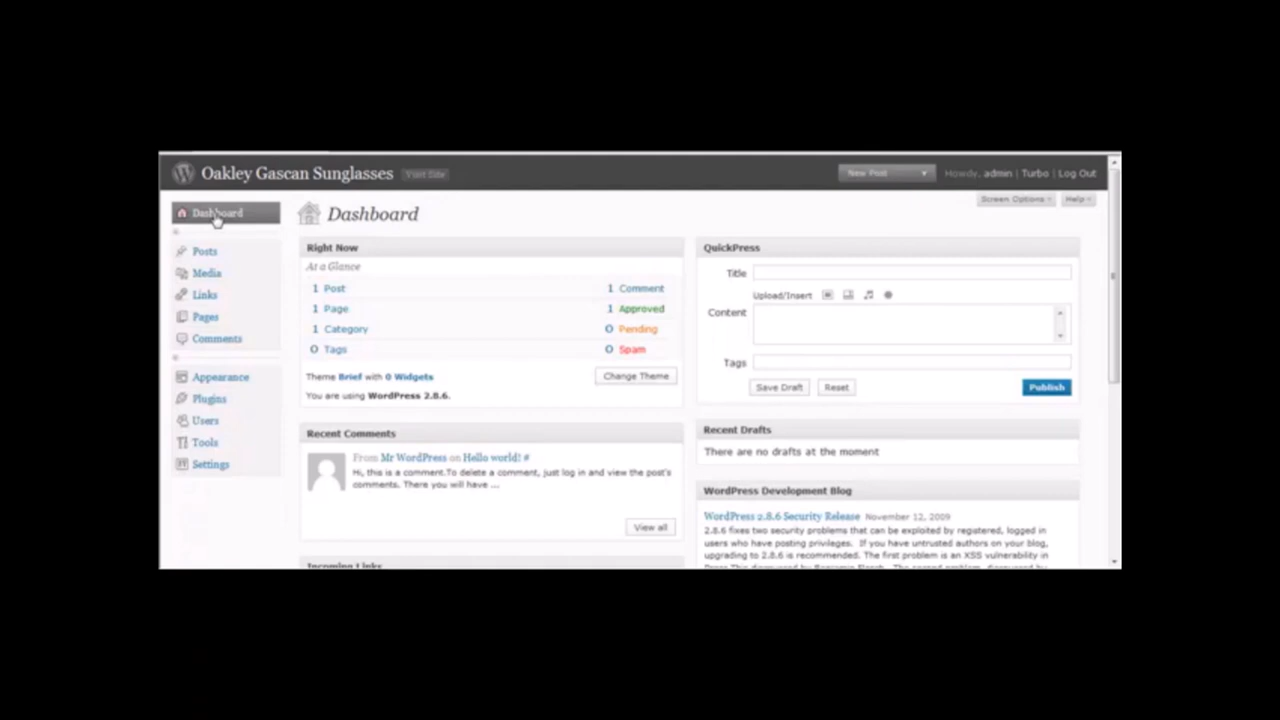 Oakley Gascan Sunglasses Visit Site
New Post Howdy, admin | Turbo | Log Out
Screen Options Help
Dashboard
Posts
Media
Links
Pages
Comments
Appearance
Plugins
Users
Tools
Settings
Dashboard
Right Now
At a Glance
1 Post 1 Comment
1 Page 1 Approved
1 Category 0 Pending
0 Tags 0 Spam
Theme Brief with 0 Widgets Change Theme
You are using WordPress 2.8.6.
Recent Comments
From Mr WordPress on Hello world! #
Hi, this is a comment.To delete a comment, just log in and view the post's
comments. There you will have ...
View all
Incoming Links
QuickPress
Title
Upload/Insert
Content
Tags
Save Draft Reset Publish
Recent Drafts
There are no drafts at the moment
WordPress Development Blog
WordPress 2.8.6 Security Release November 12, 2009
2.8.6 fixes two security problems that can be exploited by registered, logged in
users who have posting privileges. If you have untrusted authors on your blog,
upgrading to 2.8.6 is recommended. The first problem is an XSS vulnerability in